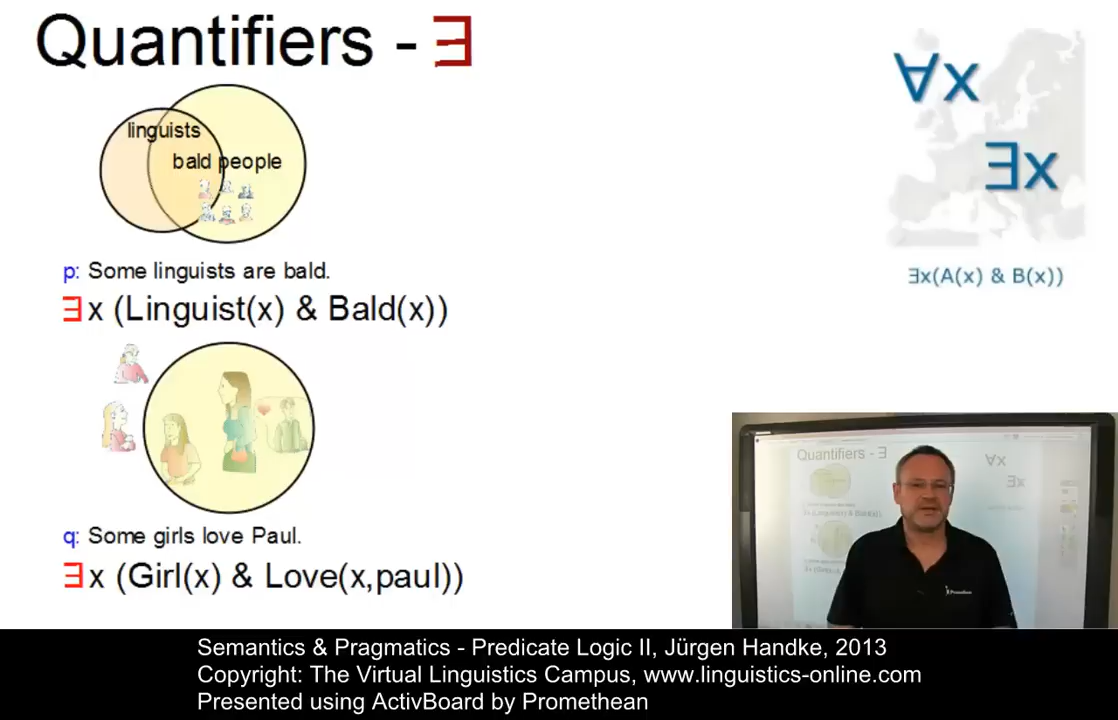 Quantifiers - ∃
linguists
bald people
p: Some linguists are bald.
∃x (Linguist(x) & Bald(x))
q: Some girls love Paul.
∃x (Girl(x) & Love(x,paul))
∀x
∃x
∃x(A(x) & B(x))
Quantifiers - ∃
∀x
∃x
Promethean
Semantics & Pragmatics - Predicate Logic II, Jürgen Handke, 2013
Copyright: The Virtual Linguistics Campus, www.linguistics-online.com
Presented using ActivBoard by Promethean